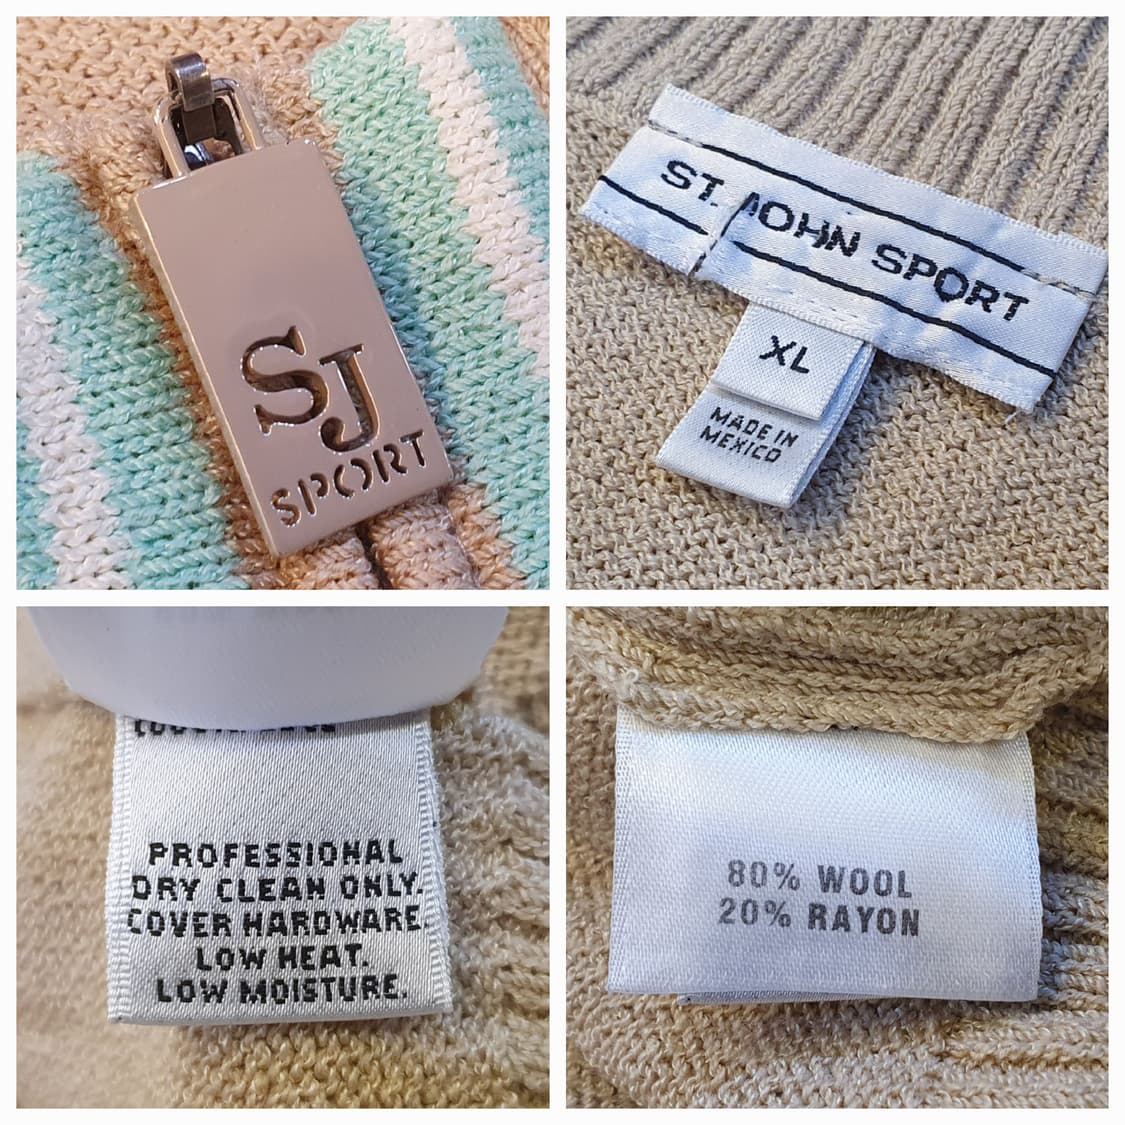 SJ
SPORT
ST. JOHN SPORT
XL
MADE IN
MEXICO
PROFESSIONAL
DRY CLEAN ONLY.
COVER HARDWARE.
LOW HEAT.
LOW MOISTURE.
80% WOOL
20% RAYON